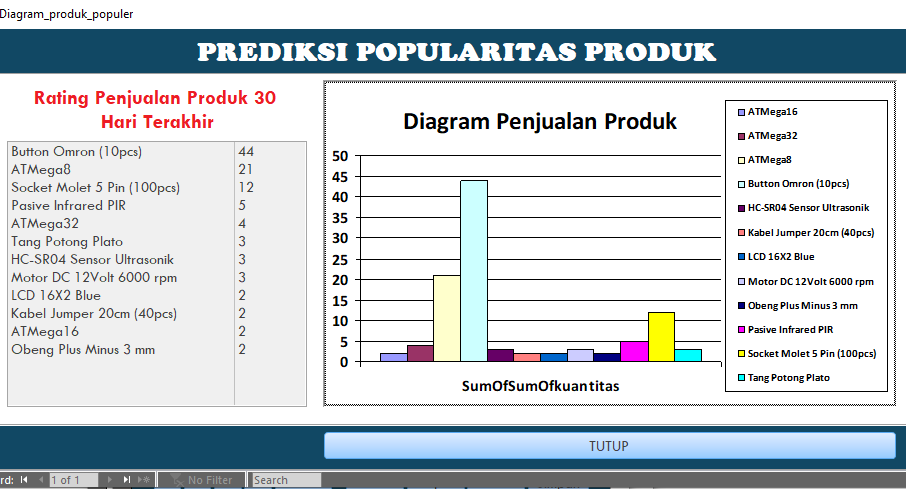 Diagram_produk_populer
PREDIKSI POPULARITAS PRODUK
Rating Penjualan Produk 30
Hari Terakhir
Button Omron (10pcs) 44
ATMega8 21
Socket Molet 5 Pin (100pcs) 12
Pasive Infrared PIR 5
ATMega32 4
Tang Potong Plato 3
HC-SR04 Sensor Ultrasonik 3
Motor DC 12Volt 6000 rpm 3
LCD 16X2 Blue 2
Kabel Jumper 20cm (40pcs) 2
ATMega16 2
Obeng Plus Minus 3 mm 2
Diagram Penjualan Produk
50
45
40
35
30
25
20
15
10
5
0
SumOfSumOfkuantitas
ATMega16
ATMega32
ATMega8
Button Omron (10pcs)
HC-SR04 Sensor Ultrasonik
Kabel Jumper 20cm (40pcs)
LCD 16X2 Blue
Motor DC 12Volt 6000 rpm
Obeng Plus Minus 3 mm
Pasive Infrared PIR
Socket Molet 5 Pin (100pcs)
Tang Potong Plato
TUTUP
rd: 1 of 1 No Filter Search